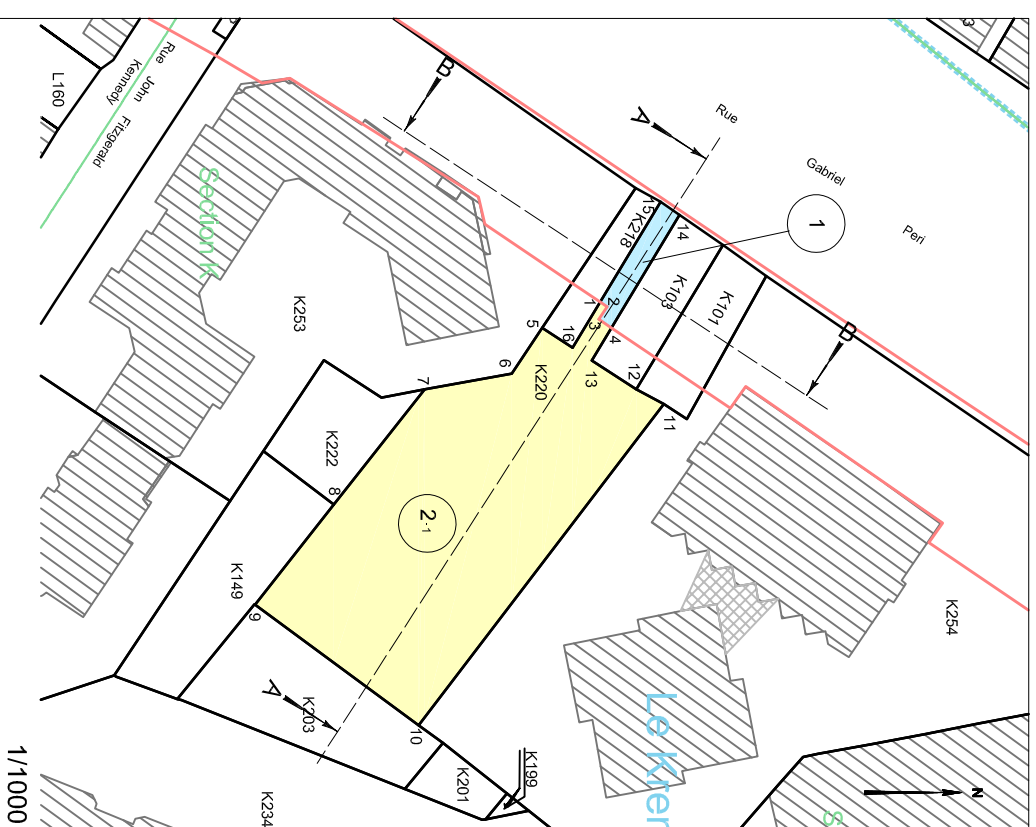 Rue John Fitzgerald
Kennedy
L160
B
A
Rue Gabriel Peri
1
B
Section K
K218
K103
K101
K253
K220
K222
K149
K203
K201
K199
K234
K254
15
14
1
2
3
4
5
16
6
7
13
12
11
8
9
10
2-1
A
Le Krem
N
S
1/1000